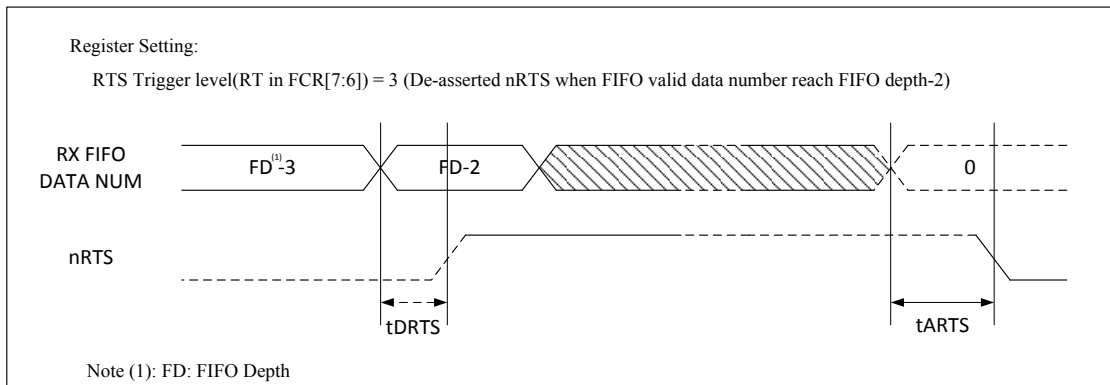 Register Setting:
RTS Trigger level(RT in FCR[7:6]) = 3 (De-asserted nRTS when FIFO valid data number reach FIFO depth-2)
RX FIFO
DATA NUM
FD(1)-3
FD-2
0
nRTS
tDRTS
tARTS
Note (1): FD: FIFO Depth